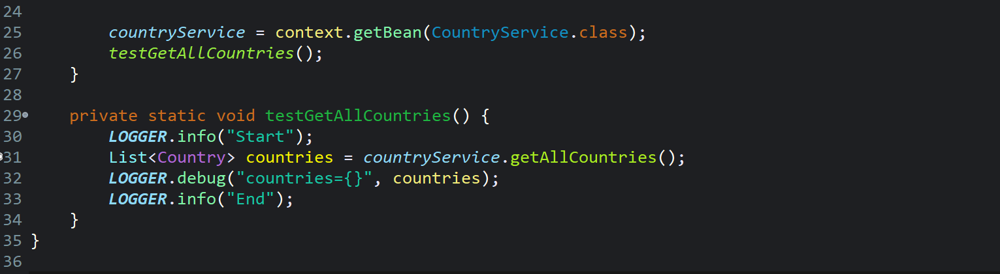 24
25 countryService = context.getBean(CountryService.class);
26 testGetAllCountries();
27 }
28
29 private static void testGetAllCountries() {
30 LOGGER.info("Start");
31 List<Country> countries = countryService.getAllCountries();
32 LOGGER.debug("countries={}", countries);
33 LOGGER.info("End");
34 }
35 }
36